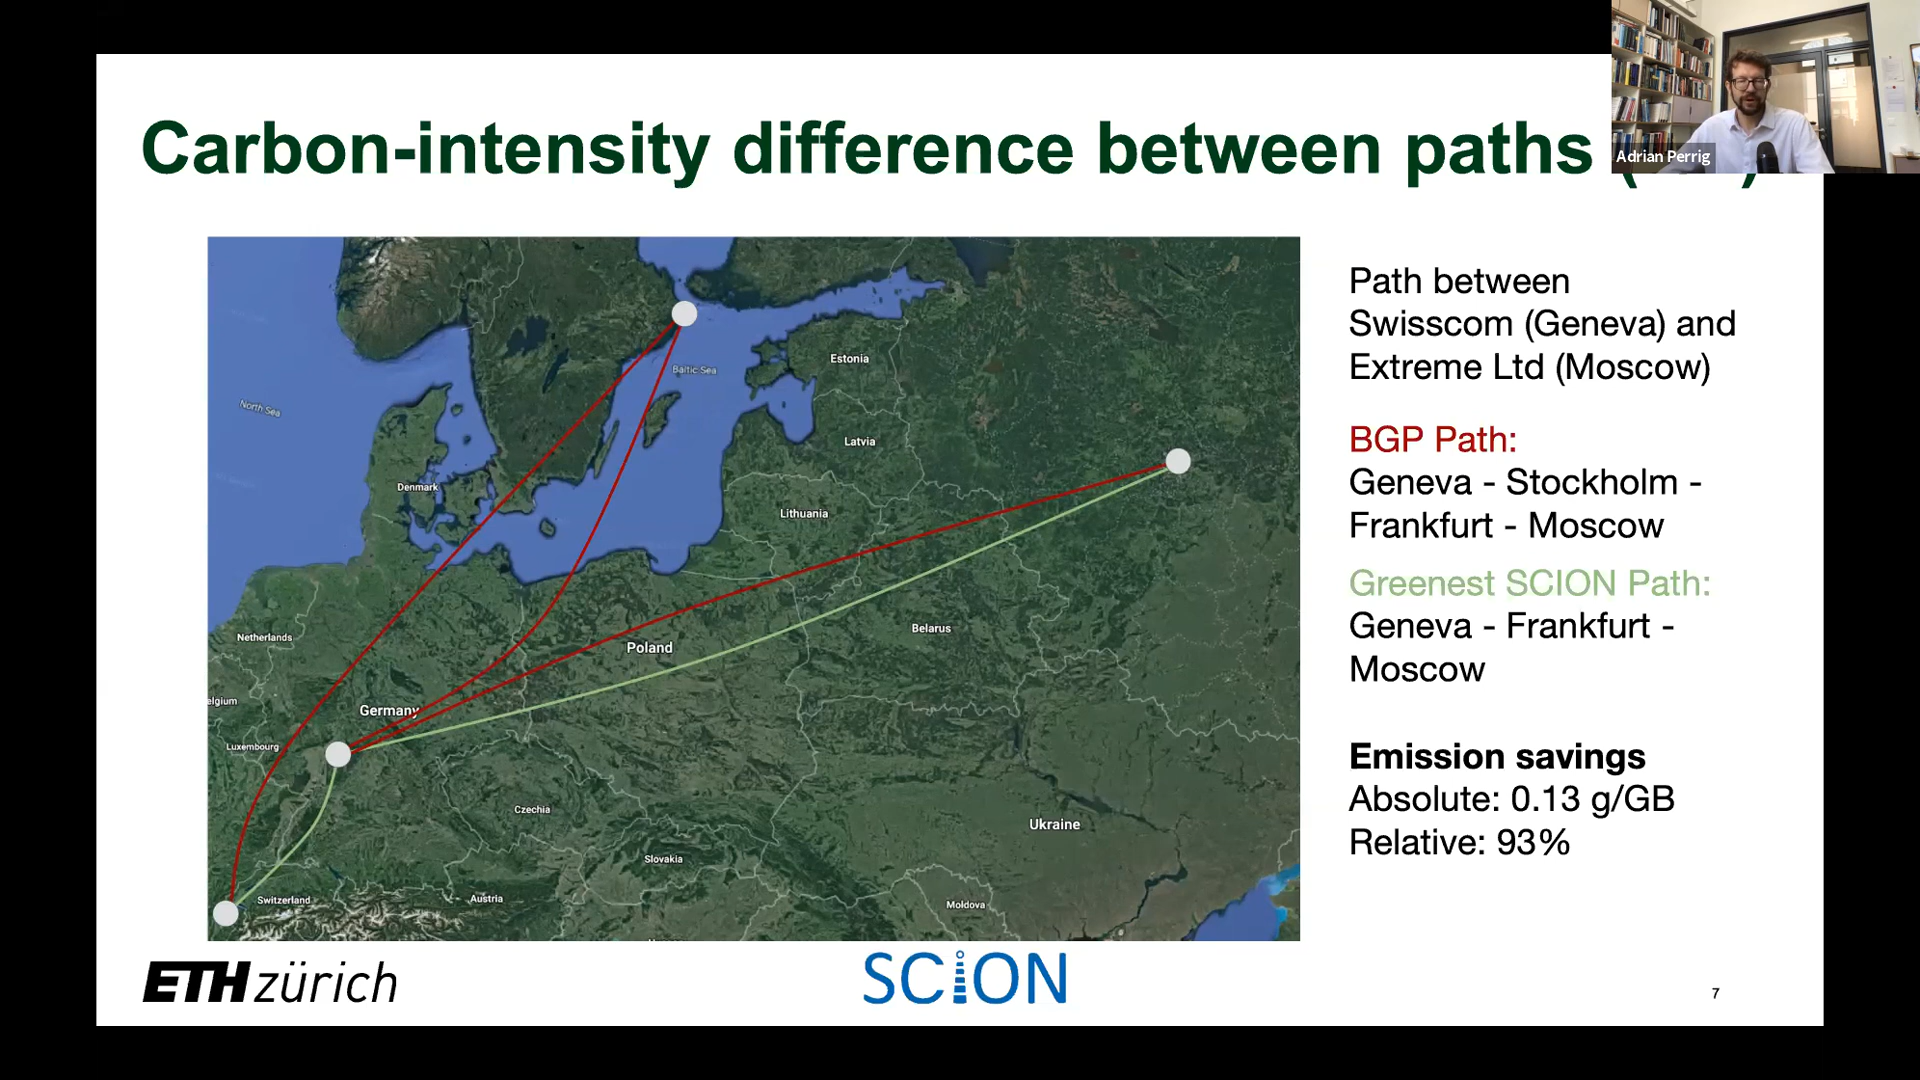 Carbon-intensity difference between paths
Adrian Perrig
Path between
Swisscom (Geneva) and
Extreme Ltd (Moscow)
BGP Path:
Geneva - Stockholm -
Frankfurt - Moscow
Greenest SCION Path:
Geneva - Frankfurt -
Moscow
Emission savings
Absolute: 0.13 g/GB
Relative: 93%
Estonia
Baltic Sea
North Sea
Latvia
Denmark
Lithuania
Netherlands
Belarus
Poland
elgium
Germany
Luxembourg
Czechia
Ukraine
Slovakia
Switzerland
Austria
Moldova
ETH zürich
SCION
7